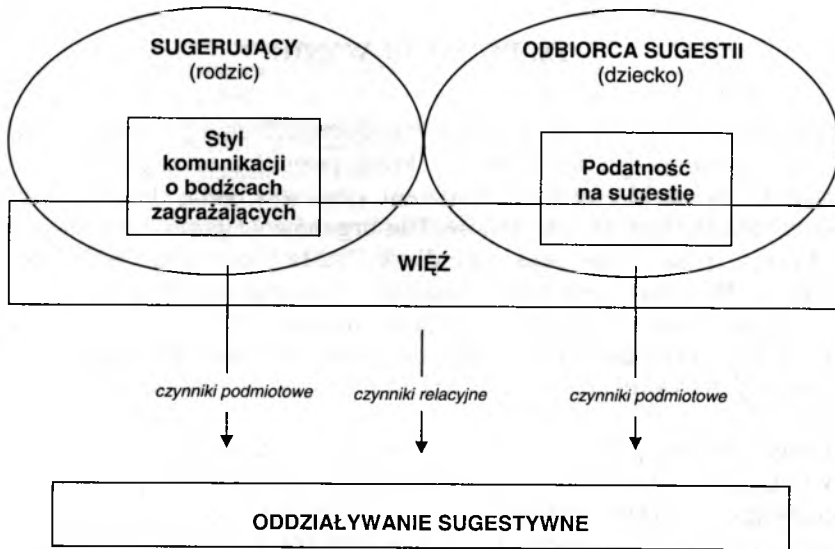 SUGERUJĄCY
(rodzic)
Styl
komunikacji
o bodźcach
zagrażających
ODBIORCA SUGESTII
(dziecko)
Podatność
na sugestię
WIĘŹ
czynniki podmiotowe
czynniki relacyjne
czynniki podmiotowe
ODDZIAŁYWANIE SUGESTYWNE